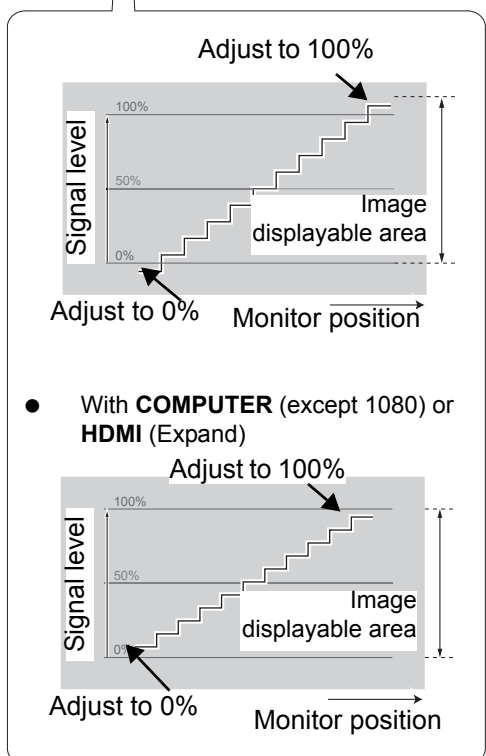 Adjust to 100%
100%
Signal level
50%
Image
displayable area
0%
Adjust to 0%
Monitor position
● With COMPUTER (except 1080) or
HDMI (Expand)
Adjust to 100%
100%
Signal level
50%
Image
displayable area
0%
Adjust to 0%
Monitor position